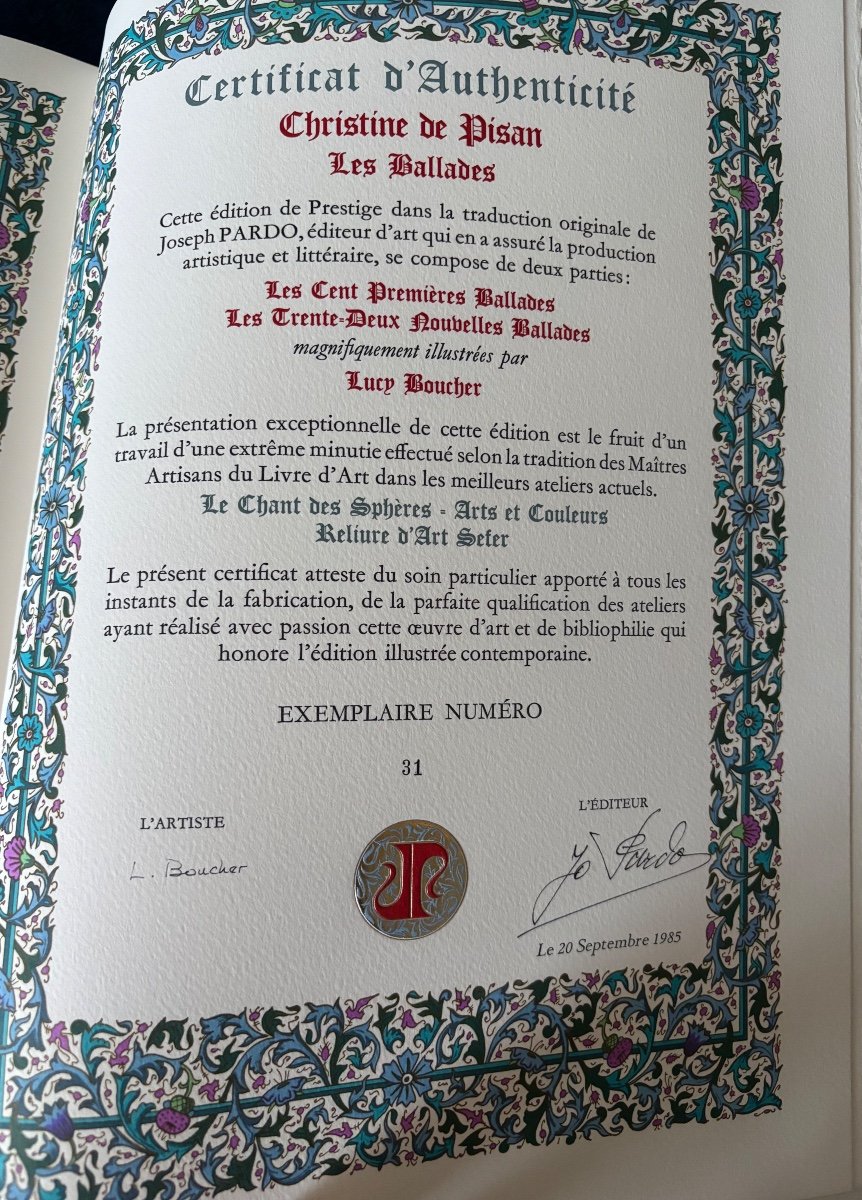 Certificat d'Authenticité
Christine de Pisan
Les Ballades
Cette édition de Prestige dans la traduction originale de
Joseph PARDO, éditeur d'art qui en a assuré la production
artistique et littéraire, se compose de deux parties :
Les Cent Premières Ballades
Les Trente-Deux Nouvelles Ballades
magnifiquement illustrées par
Lucy Boucher
La présentation exceptionnelle de cette édition est le fruit d'un
travail d'une extrême minutie effectué selon la tradition des Maîtres
Artisans du Livre d'Art dans les meilleurs ateliers actuels.
Le Chant des Sphères - Arts et Couleurs
Reliure d'Art Sefer
Le présent certificat atteste du soin particulier apporté à tous les
instants de la fabrication, de la parfaite qualification des ateliers
ayant réalisé avec passion cette œuvre d'art et de bibliophilie qui
honore l'édition illustrée contemporaine.
EXEMPLAIRE NUMÉRO
31
L'ARTISTE
L. Boucher
L'ÉDITEUR
Jo Pardo
Le 20 Septembre 1985